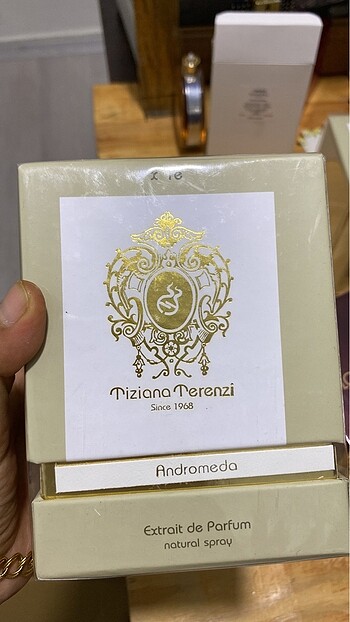 Tiziana Terenzi
Since 1968
Andromeda
Extrait de Parfum
natural spray